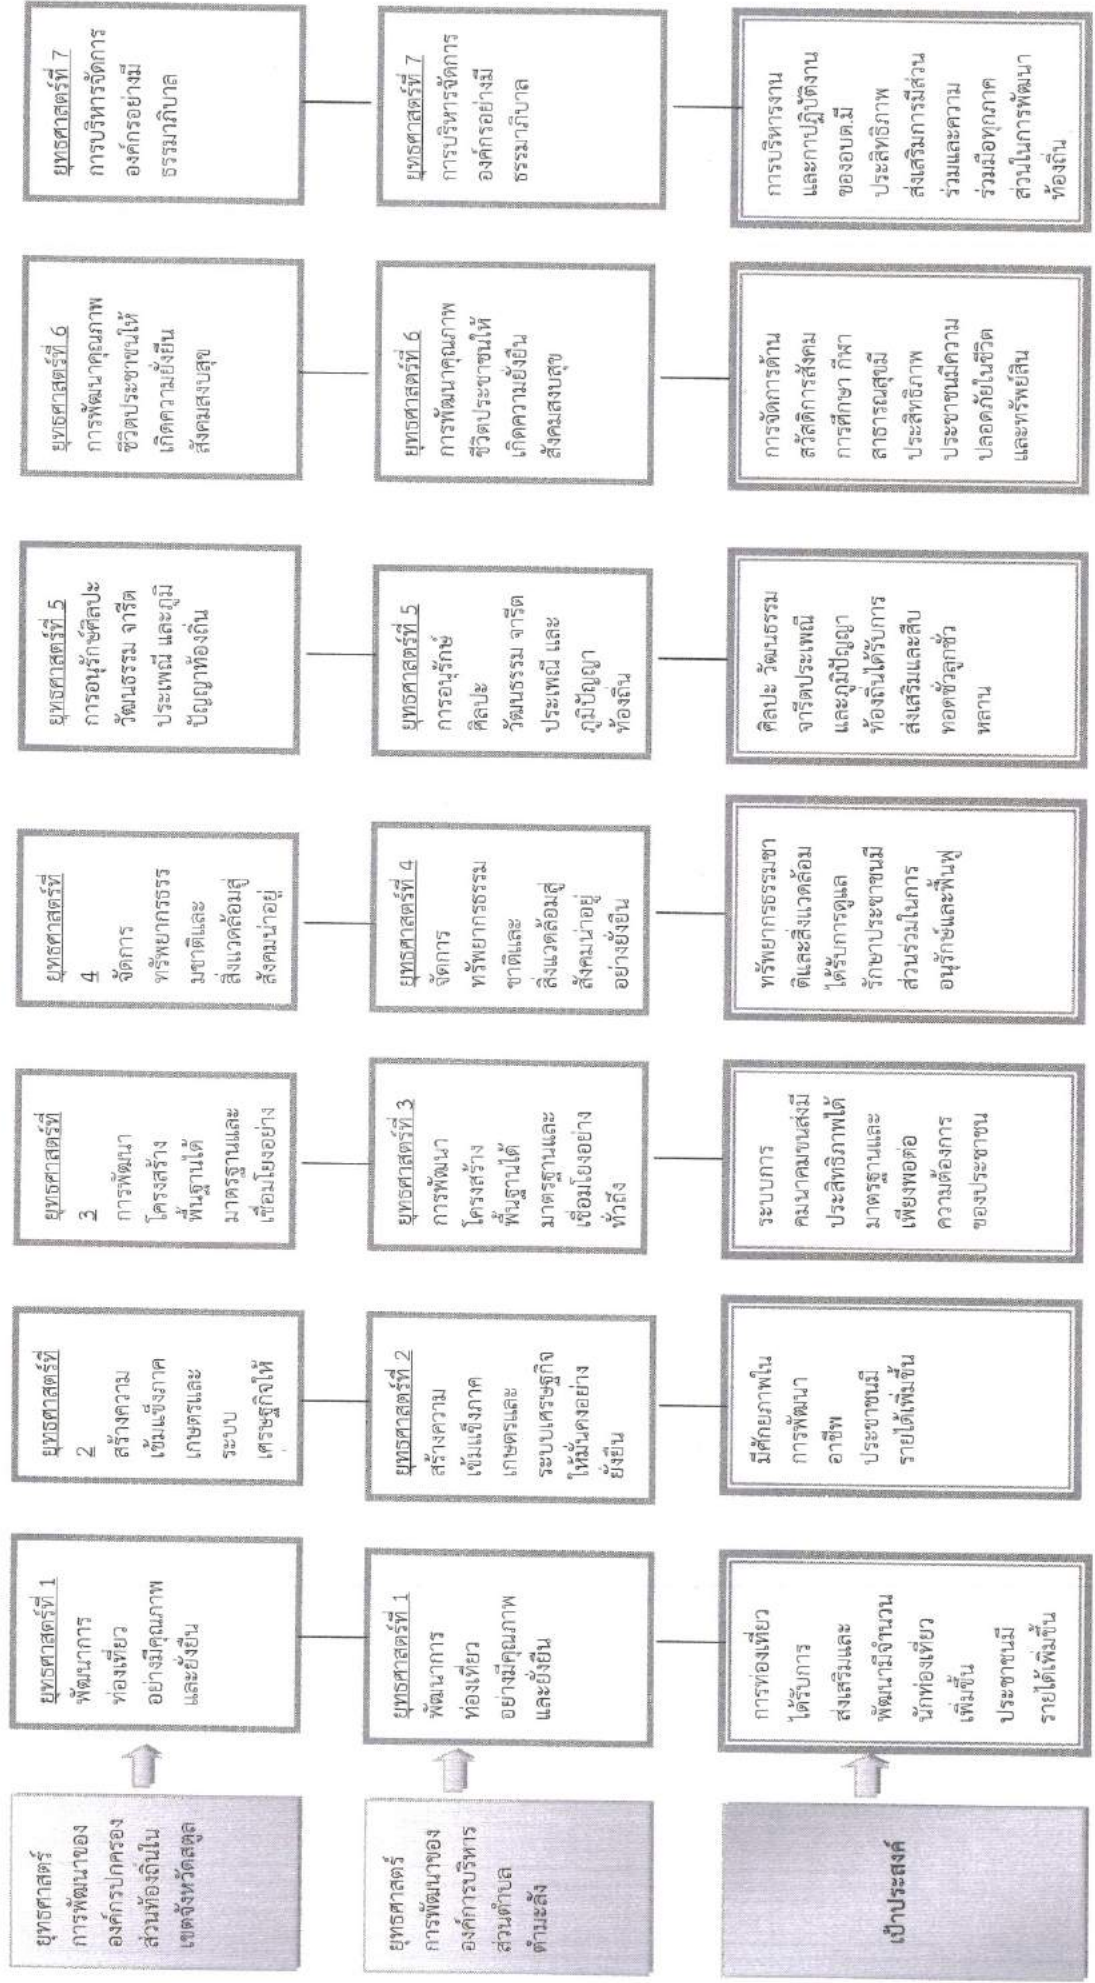 ยุทธศาสตร์
การพัฒนาของ
องค์กรปกครอง
ส่วนท้องถิ่นใน
เขตจังหวัดสตูล
ยุทธศาสตร์ที่ 1
พัฒนาการ
ท่องเที่ยว
อย่างมีคุณภาพ
และยั่งยืน
ยุทธศาสตร์ที่
2
สร้างความ
เข้มแข็งภาค
เกษตรและ
ระบบ
เศรษฐกิจให้
ยุทธศาสตร์ที่
3
การพัฒนา
โครงสร้าง
พื้นฐานได้
มาตรฐานและ
เชื่อมโยงอย่าง
ยุทธศาสตร์ที่
4
จัดการ
ทรัพยากรธรร
มชาติและ
สิ่งแวดล้อมสู่
สังคมน่าอยู่
ยุทธศาสตร์ที่ 5
การอนุรักษ์ศิลปะ
วัฒนธรรม จารีต
ประเพณี และภูมิ
ปัญญาท้องถิ่น
ยุทธศาสตร์ที่ 6
การพัฒนาคุณภาพ
ชีวิตประชาชนให้
เกิดความยั่งยืน
สังคมสงบสุข
ยุทธศาสตร์ที่ 7
การบริหารจัดการ
องค์กรอย่างมี
ธรรมาภิบาล
ยุทธศาสตร์
การพัฒนาของ
องค์การบริหาร
ส่วนตำบล
ตำมะลัง
ยุทธศาสตร์ที่ 1
พัฒนาการ
ท่องเที่ยว
อย่างมีคุณภาพ
และยั่งยืน
ยุทธศาสตร์ที่ 2
สร้างความ
เข้มแข็งภาค
เกษตรและ
ระบบเศรษฐกิจ
ให้มั่นคงอย่าง
ยั่งยืน
ยุทธศาสตร์ที่ 3
การพัฒนา
โครงสร้าง
พื้นฐานได้
มาตรฐานและ
เชื่อมโยงอย่าง
ทั่วถึง
ยุทธศาสตร์ที่ 4
จัดการ
ทรัพยากรธรรม
ชาติและ
สิ่งแวดล้อมสู่
สังคมน่าอยู่
อย่างยั่งยืน
ยุทธศาสตร์ที่ 5
การอนุรักษ์
ศิลปะ
วัฒนธรรม จารีต
ประเพณี และ
ภูมิปัญญา
ท้องถิ่น
ยุทธศาสตร์ที่ 6
การพัฒนาคุณภาพ
ชีวิตประชาชนให้
เกิดความยั่งยืน
สังคมสงบสุข
ยุทธศาสตร์ที่ 7
การบริหารจัดการ
องค์กรอย่างมี
ธรรมาภิบาล
เป้าประสงค์
การท่องเที่ยว
ได้รับการ
ส่งเสริมและ
พัฒนามีจำนวน
นักท่องเที่ยว
เพิ่มขึ้น
ประชาชนมี
รายได้เพิ่มขึ้น
มีศักยภาพใน
การพัฒนา
อาชีพ
ประชาชนมี
รายได้เพิ่มขึ้น
ระบบการ
คมนาคมขนส่งมี
ประสิทธิภาพได้
มาตรฐานและ
เพียงพอต่อ
ความต้องการ
ของประชาชน
ทรัพยากรธรรมชา
ติและสิ่งแวดล้อม
ได้รับการดูแล
รักษาประชาชนมี
ส่วนร่วมในการ
อนุรักษ์และฟื้นฟู
ศิลปะ วัฒนธรรม
จารีตประเพณี
และภูมิปัญญา
ท้องถิ่นได้รับการ
ส่งเสริมและสืบ
ทอดชั่วลูกชั่ว
หลาน
การจัดการด้าน
สวัสดิการสังคม
การศึกษา กีฬา
สาธารณสุขมี
ประสิทธิภาพ
ประชาชนมีความ
ปลอดภัยในชีวิต
และทรัพย์สิน
การบริหารงาน
และกาปฏิบัติงาน
ของอบต.มี
ประสิทธิภาพ
ส่งเสริมการมีส่วน
ร่วมและความ
ร่วมมือทุกภาค
ส่วนในการพัฒนา
ท้องถิ่น